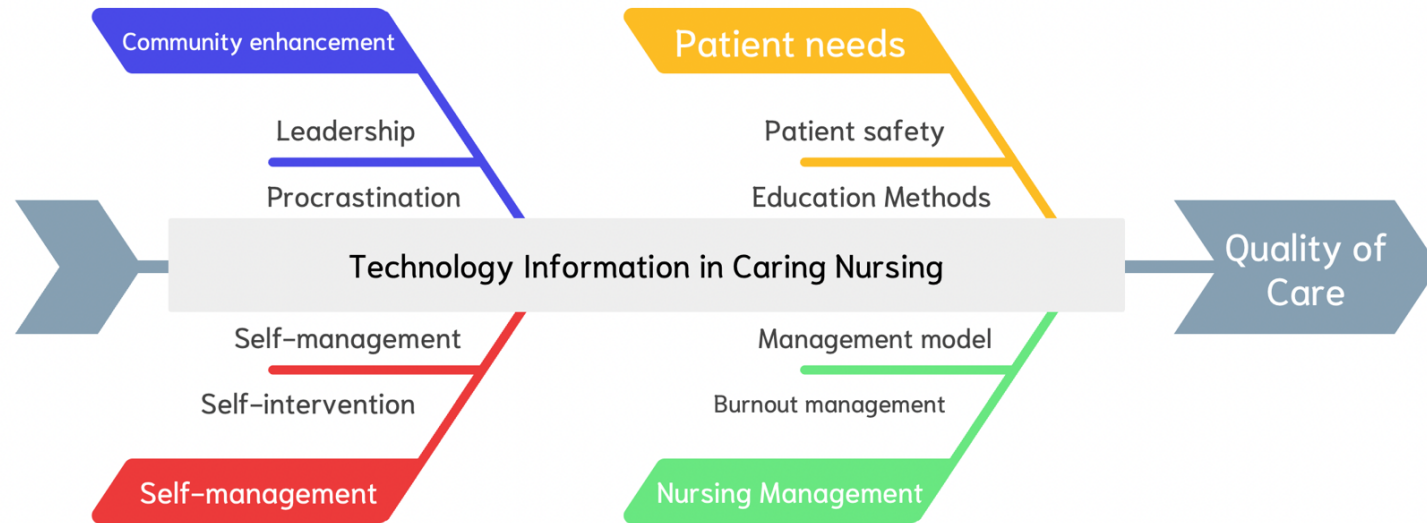 Community enhancement
Patient needs
Leadership
Procrastination
Patient safety
Education Methods
Technology Information in Caring Nursing
Quality of
Care
Self-management
Self-intervention
Management model
Burnout management
Self-management
Nursing Management